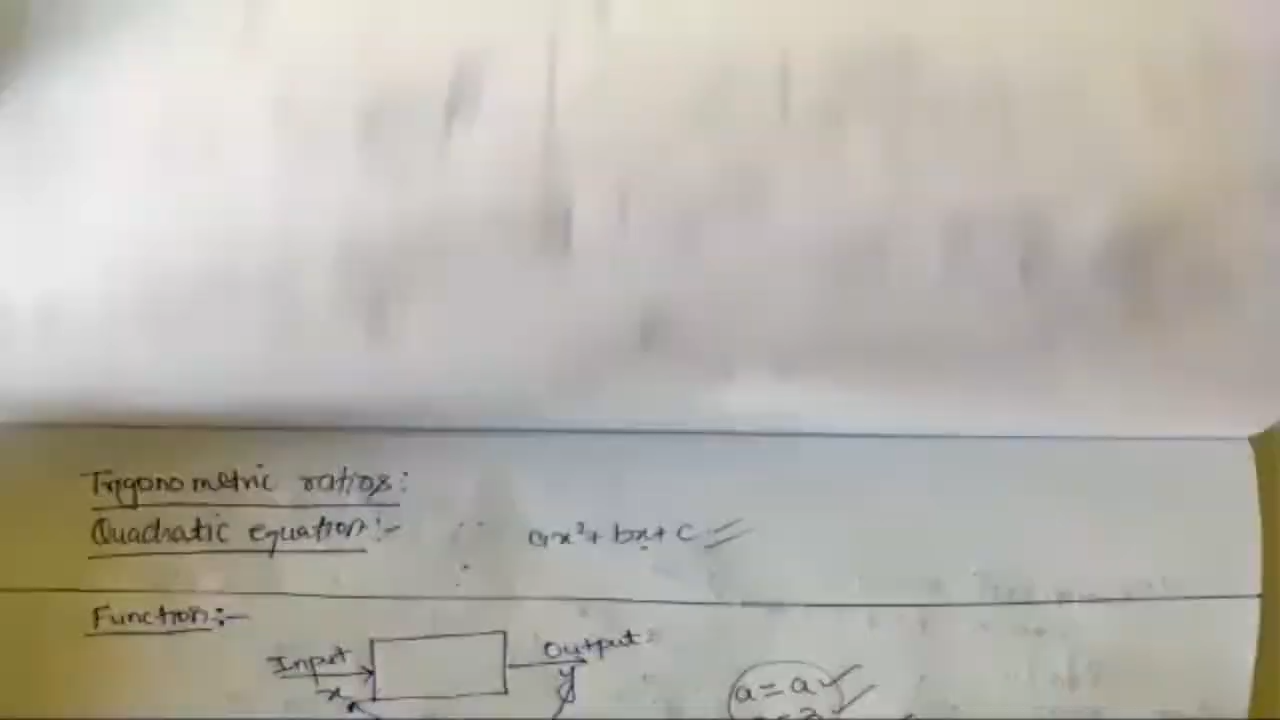 Trigonometric ratios:
Quadratic equation:- ax²+bx+c
Function:-
Input Output
x y
a=a